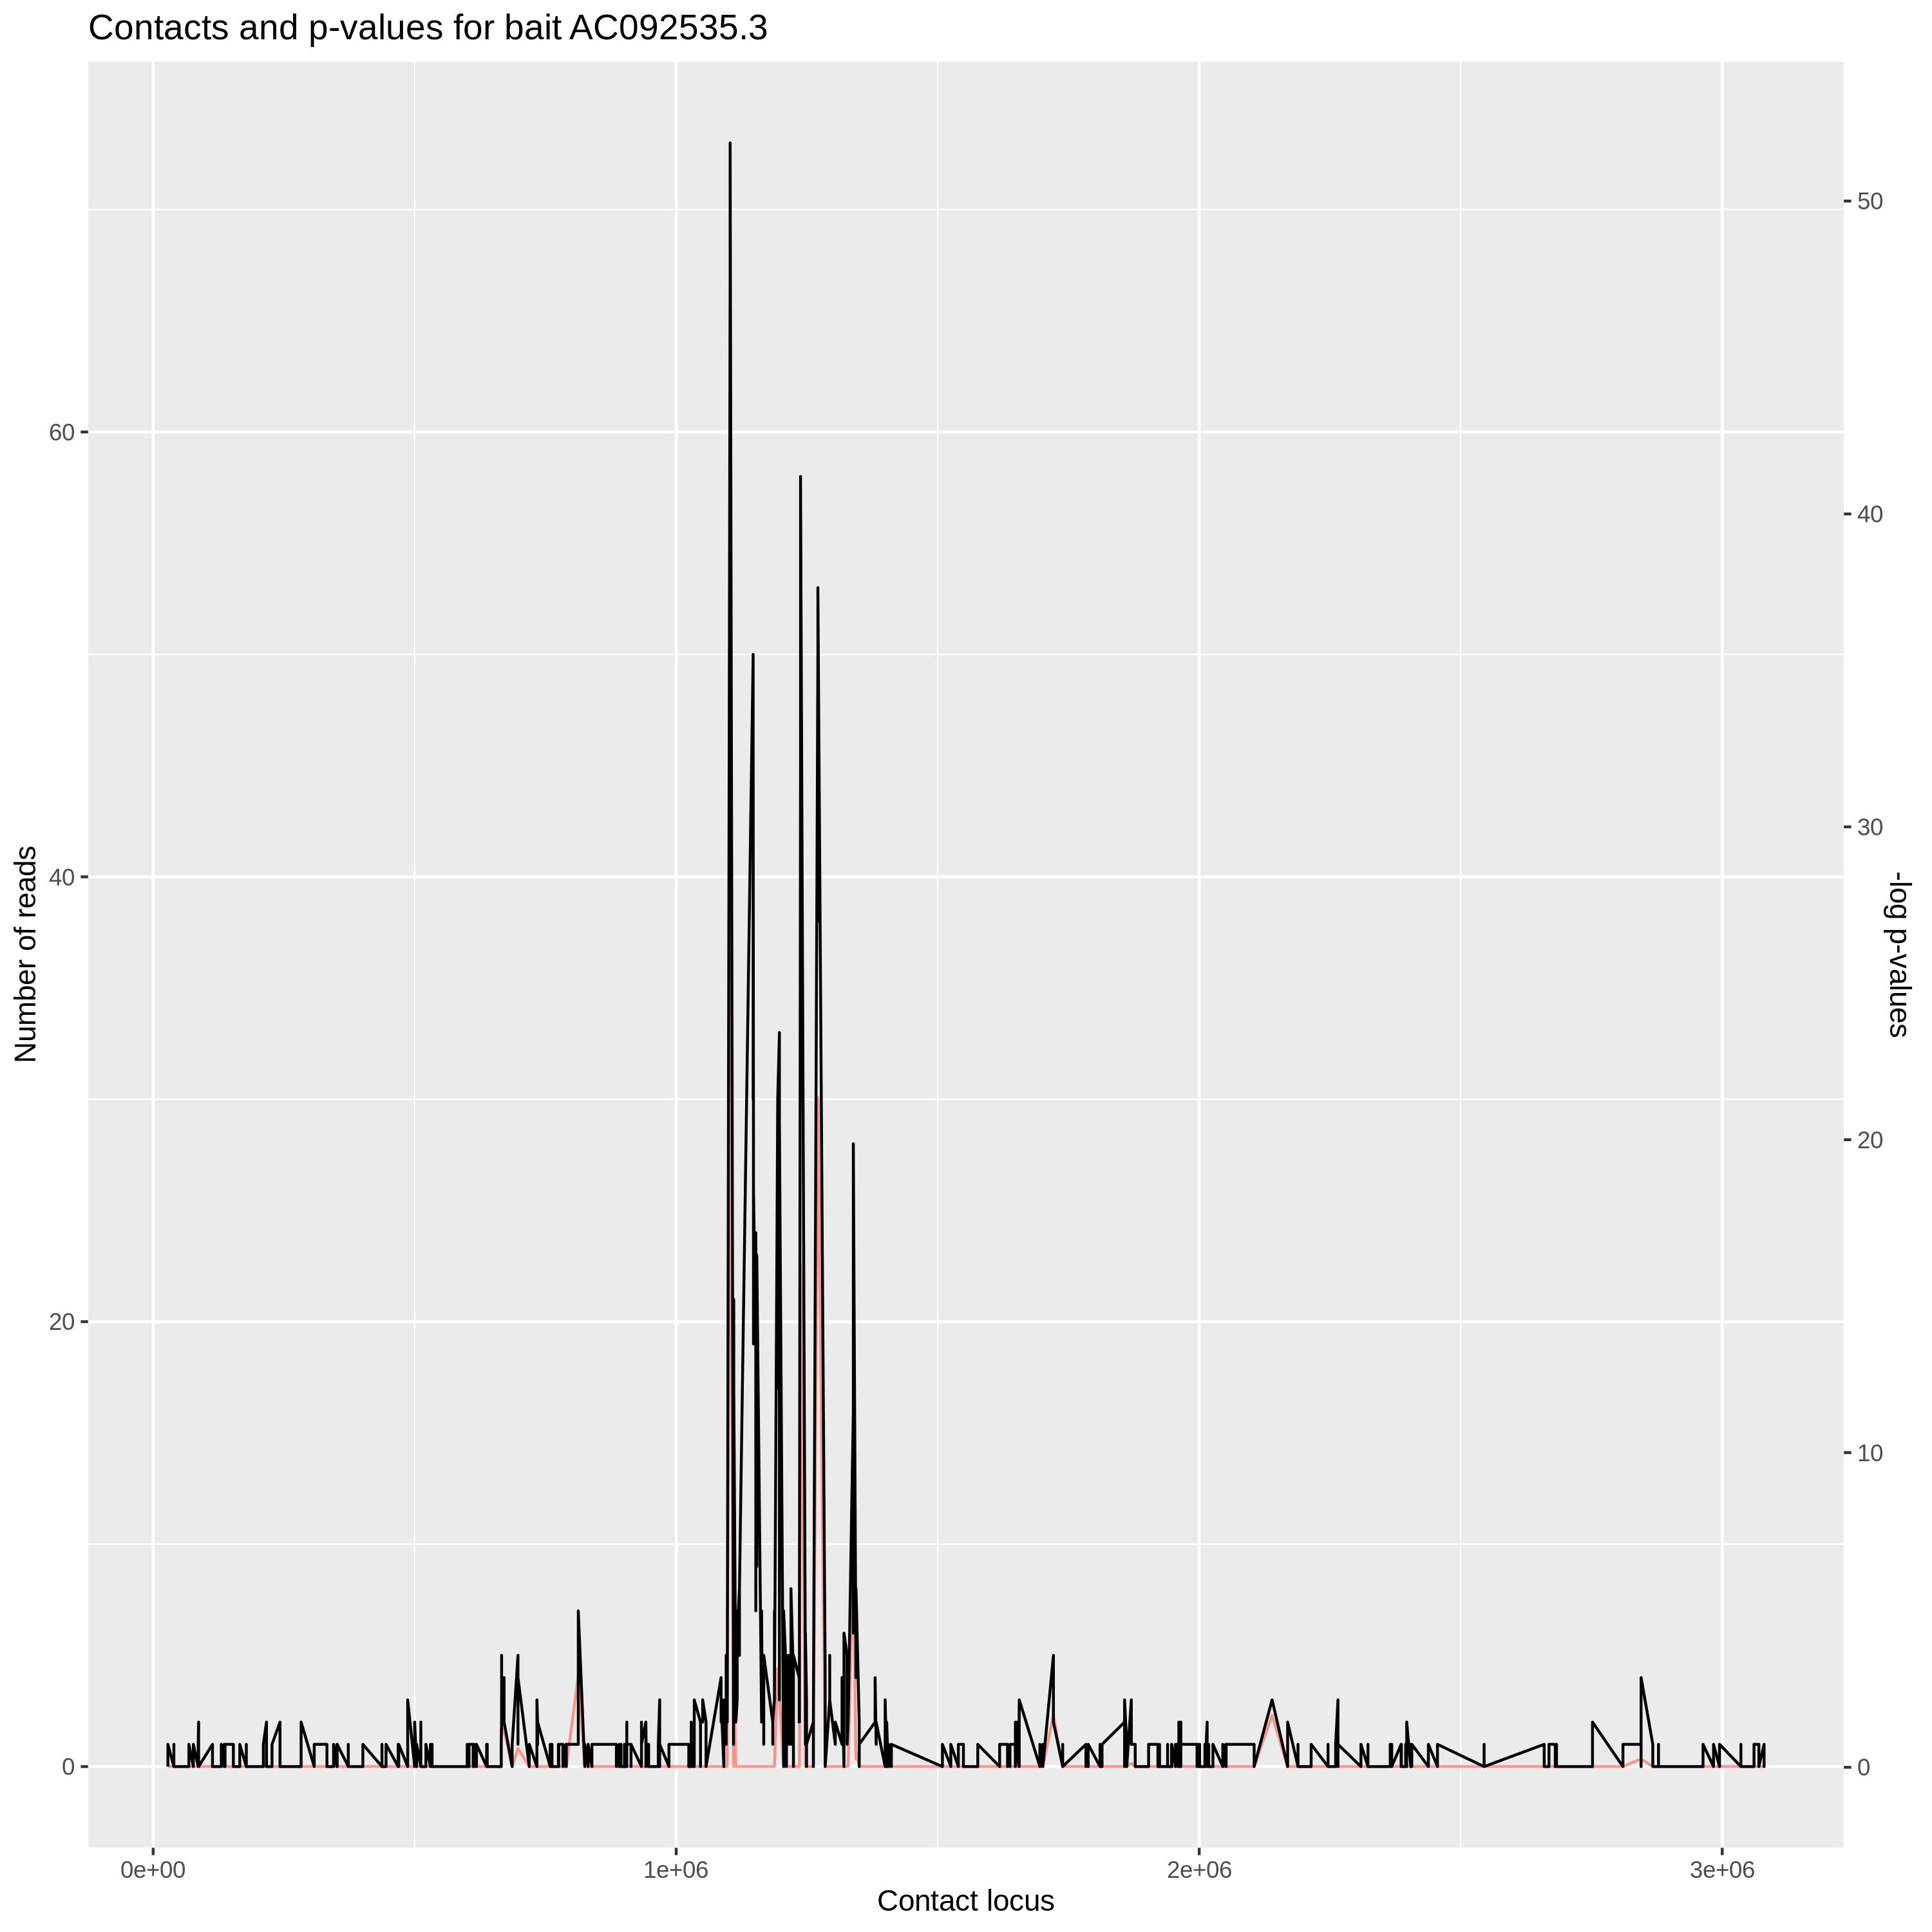 Contacts and p-values for bait AC092535.3
Number of reads
60
40
20
0
50
40
30
20
10
0
-log p-values
0e+00
1e+06
2e+06
3e+06
Contact locus